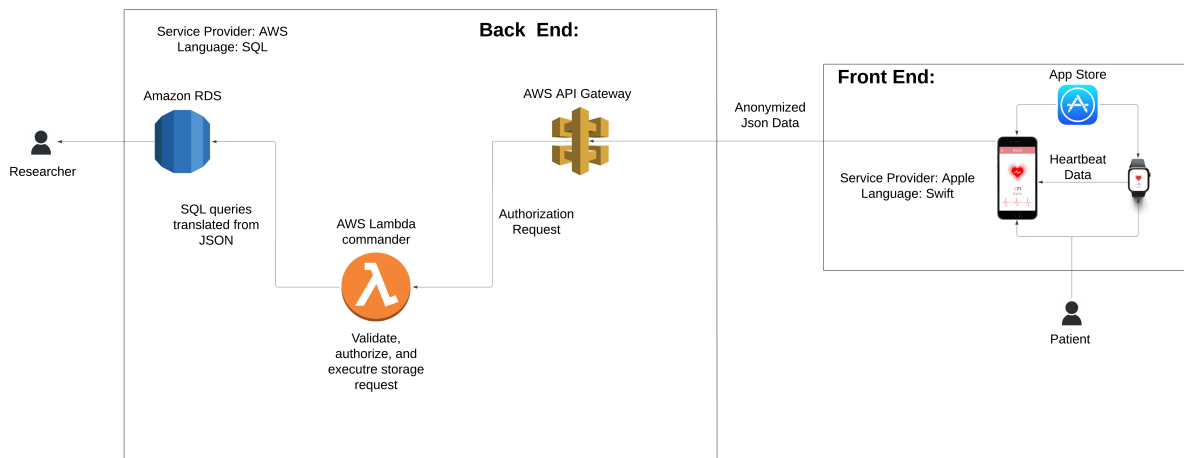 Service Provider: AWS
Language: SQL
Back End:
Amazon RDS
AWS API Gateway
Researcher
SQL queries
translated from
JSON
AWS Lambda
commander
Authorization
Request
Validate,
authorize, and
executre storage
request
Anonymized
Json Data
Front End:
App Store
Service Provider: Apple
Language: Swift
Heartbeat
Data
Patient